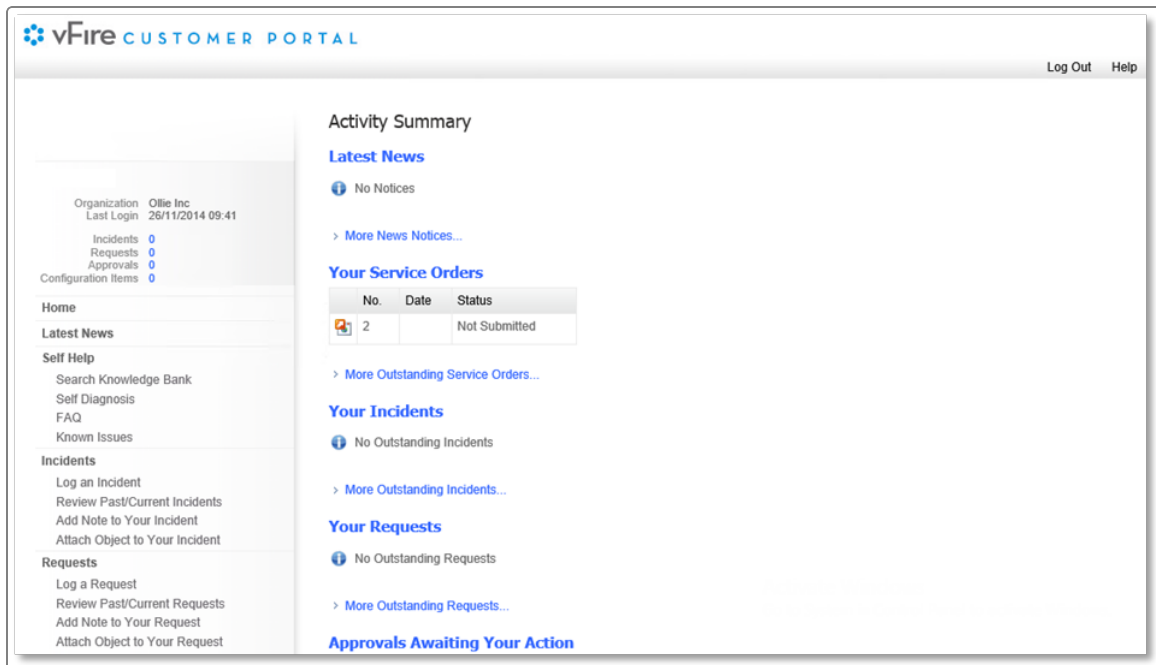 vFire CUSTOMER PORTAL
Log Out Help
Organization Ollie Inc
Last Login 26/11/2014 09:41
Incidents 0
Requests 0
Approvals 0
Configuration Items 0
Home
Latest News
Self Help
Search Knowledge Bank
Self Diagnosis
FAQ
Known Issues
Incidents
Log an Incident
Review Past/Current Incidents
Add Note to Your Incident
Attach Object to Your Incident
Requests
Log a Request
Review Past/Current Requests
Add Note to Your Request
Attach Object to Your Request
Activity Summary
Latest News
No Notices
> More News Notices...
Your Service Orders
No. Date Status
2 Not Submitted
> More Outstanding Service Orders...
Your Incidents
No Outstanding Incidents
> More Outstanding Incidents...
Your Requests
No Outstanding Requests
> More Outstanding Requests...
Approvals Awaiting Your Action